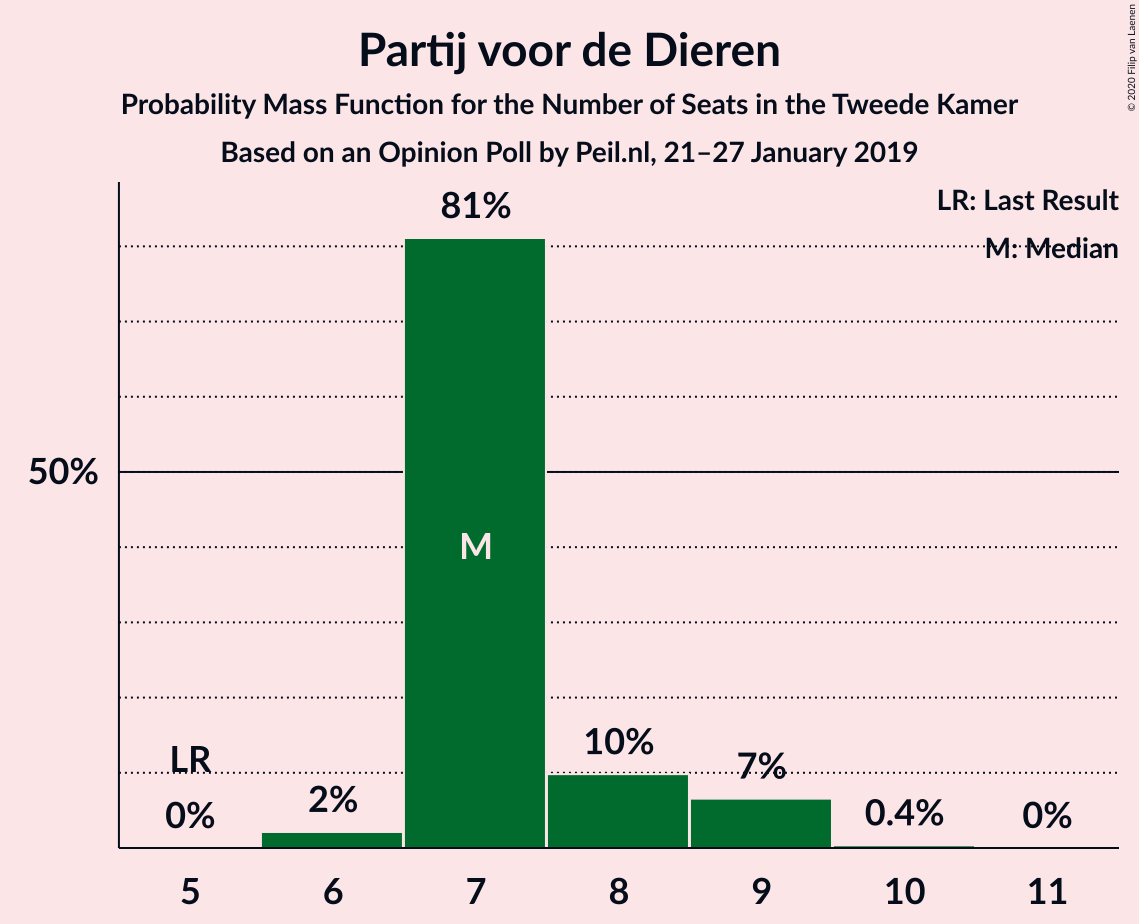 Partij voor de Dieren
Probability Mass Function for the Number of Seats in the Tweede Kamer
Based on an Opinion Poll by Peil.nl, 21–27 January 2019
© 2020 Filip van Laenen
LR: Last Result
M: Median
81%
50%
M
LR
0%
2%
10%
7%
0.4%
0%
5 6 7 8 9 10 11